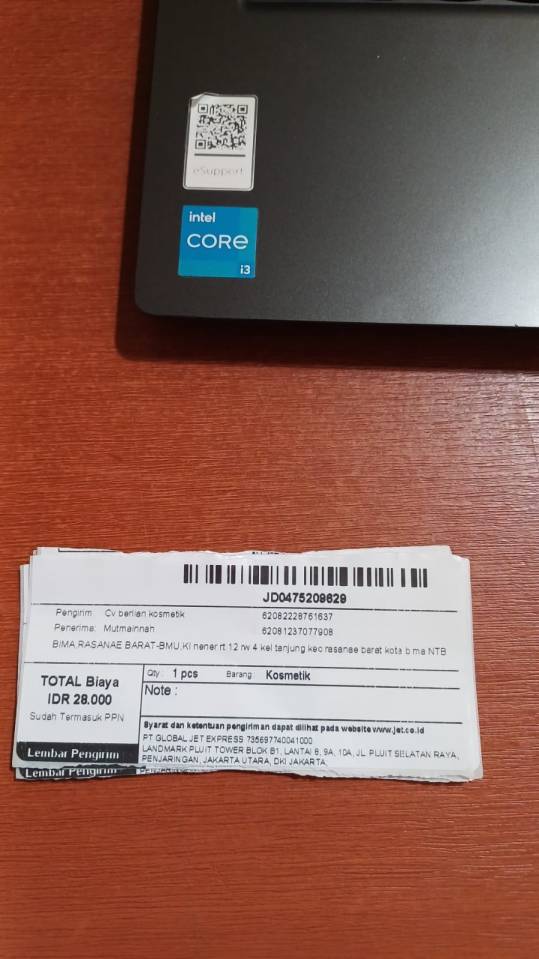 eSupport
intel
CORE
i3
JD0475209829
Pengirim: Cv berlian kosmetik 62082228761637
Penerima: Mutmainnah 62081237077908
BIMA,RASANAE BARAT-BMU,Kl nener rt 12 rw 4 kel tanjung kec rasanae barat kota bima NTB
TOTAL Biaya
IDR 28.000
Sudah Termasuk PPN
Qty: 1 pcs Barang: Kosmetik
Note :
Syarat dan ketentuan pengiriman dapat dilihat pada website www.jet.co.id
PT GLOBAL JET EXPRESS 735697740041000
LANDMARK PLUIT TOWER BLOK B1, LANTAI 8, 9A, 10A, JL. PLUIT SELATAN RAYA,
PENJARINGAN, JAKARTA UTARA, DKI JAKARTA,
Lembar Pengirim
Lembar Pengirim